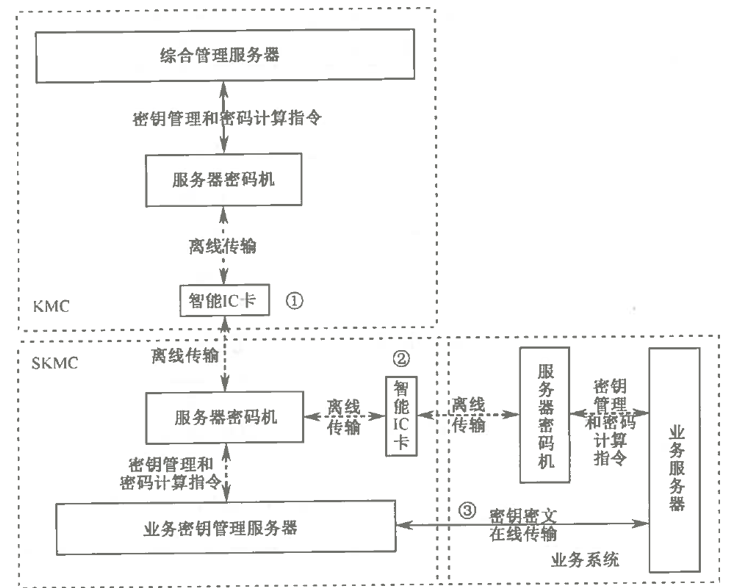 综合管理服务器
密钥管理和密码计算指令
服务器密码机
离线传输
智能IC卡
①
KMC
离线传输
SKMC
②
服务器密码机
离线
传输
智
能
IC
卡
离线
传输
服
务
器
密
码
机
密钥
管理
和密码
计算
指令
业
务
服
务
器
密钥管理和
密码计算指令
业务密钥管理服务器
③
密钥密文
在线传输
业务系统